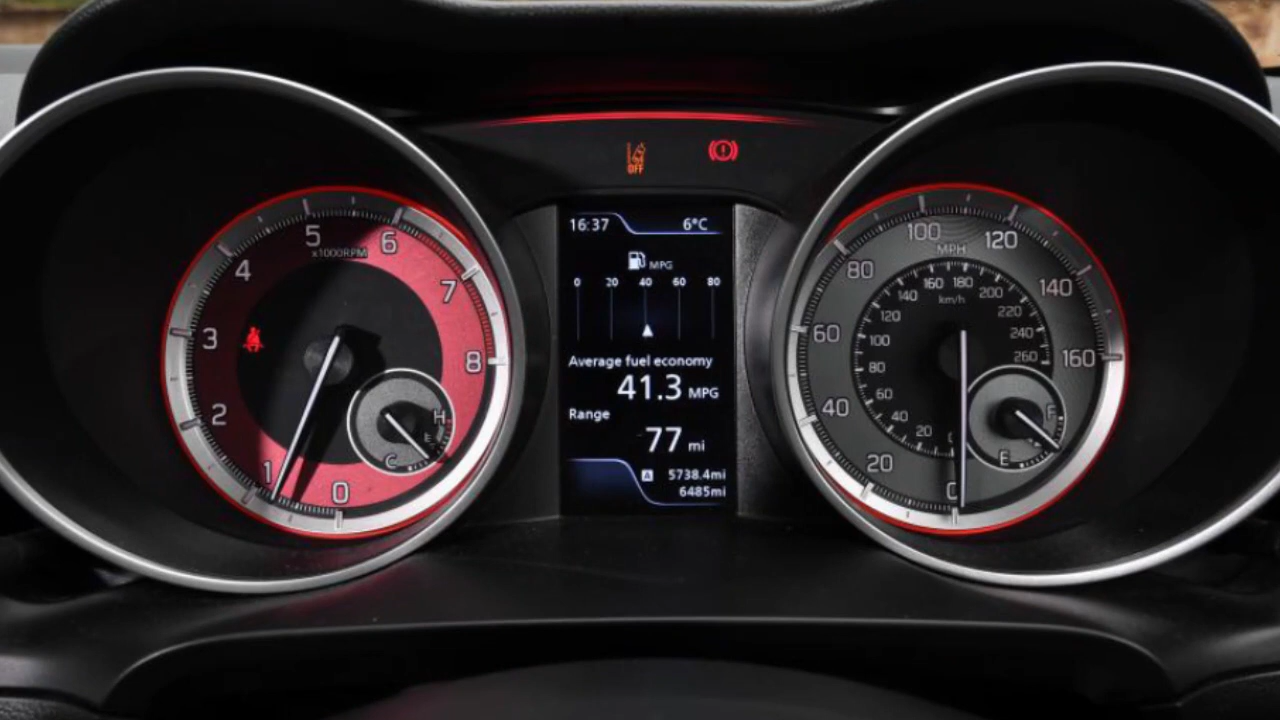 OFF
16:37 6°C
MPG
0 20 40 60 80
Average fuel economy
41.3 MPG
Range
77 mi
A 5738.4mi
6485mi
0
1
2
3
4
5
6
7
8
x1000RPM
H
C
0
20
40
60
80
100
120
140
160
MPH
0
20
40
60
80
100
120
140
160
180
200
220
240
260
km/h
F
E